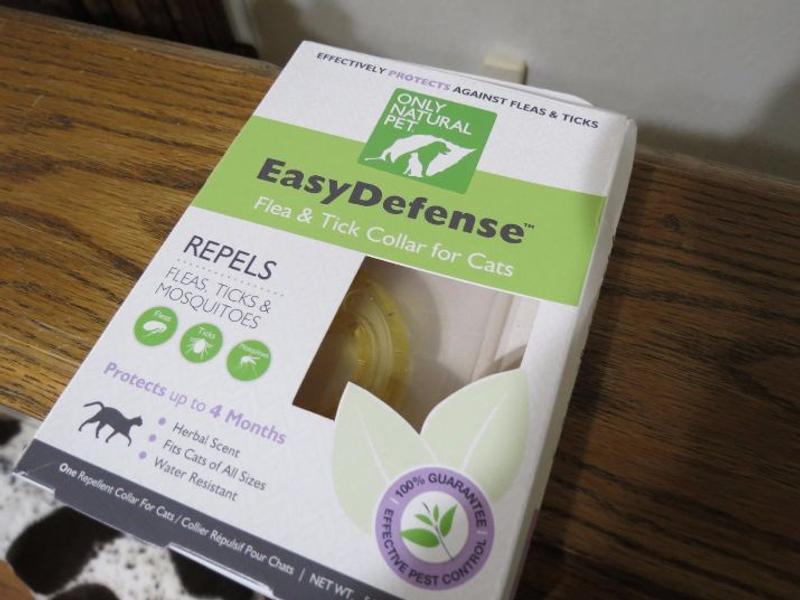 EFFECTIVELY PROTECTS AGAINST FLEAS & TICKS
ONLY
NATURAL
PET
EasyDefense™
Flea & Tick Collar for Cats
REPELS
FLEAS, TICKS &
MOSQUITOES
Fleas
Ticks
Mosquitoes
Protects up to 4 Months
Herbal Scent
Fits Cats of All Sizes
Water Resistant
100% GUARANTEE
EFFECTIVE PEST CONTROL
One Repellent Collar For Cats / Collier Répulsif Pour Chats | NET WT.